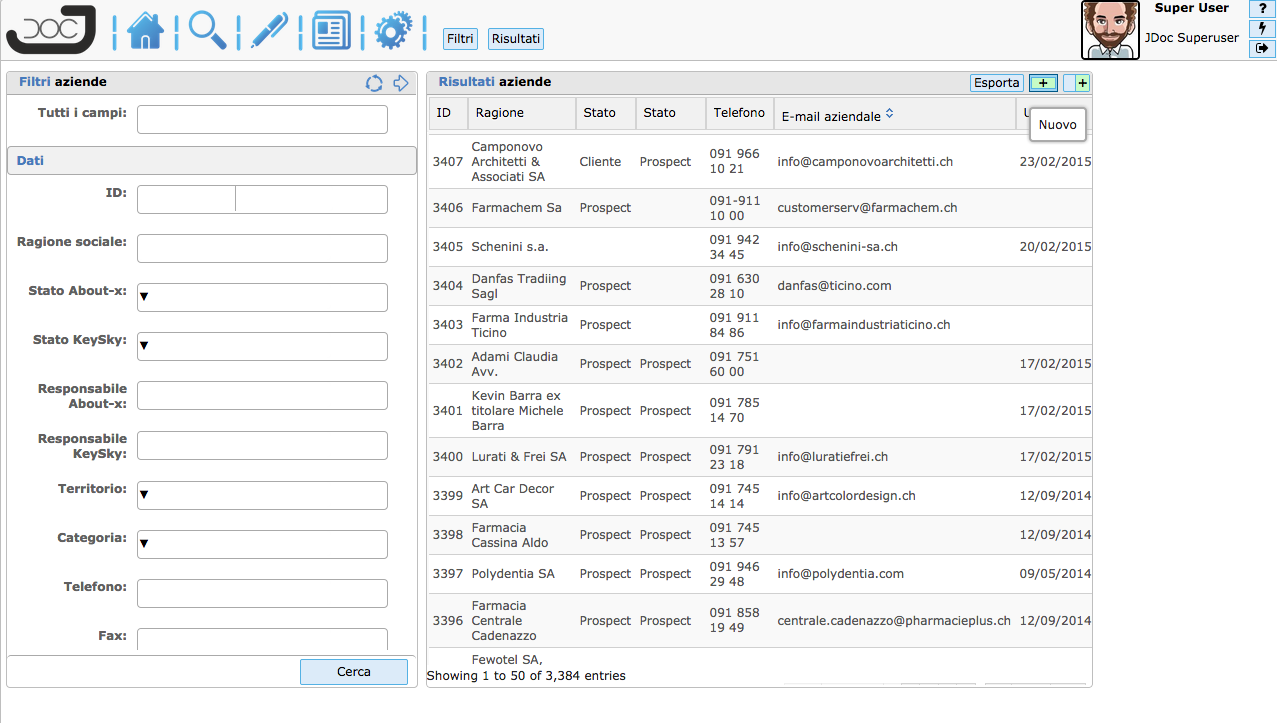 JDOC
Filtri
Risultati
Super User
JDoc Superuser
?
Filtri aziende
Tutti i campi:
Dati
ID:
Ragione sociale:
Stato About-x:
Stato KeySky:
Responsabile
About-x:
Responsabile
KeySky:
Territorio:
Categoria:
Telefono:
Fax:
Cerca
Risultati aziende
Esporta
+
+
Nuovo
ID Ragione Stato Stato Telefono E-mail aziendale U
3407 Camponovo Architetti & Associati SA Cliente Prospect 091 966 10 21 info@camponovoarchitetti.ch 23/02/2015
3406 Farmachem Sa Prospect 091-911 10 00 customerserv@farmachem.ch
3405 Schenini s.a. 091 942 34 45 info@schenini-sa.ch 20/02/2015
3404 Danfas Tradiing Sagl Prospect 091 630 28 10 danfas@ticino.com
3403 Farma Industria Ticino Prospect 091 911 84 86 info@farmaindustriaticino.ch
3402 Adami Claudia Avv. Prospect Prospect 091 751 60 00 17/02/2015
3401 Kevin Barra ex titolare Michele Barra Prospect Prospect 091 785 14 70 17/02/2015
3400 Lurati & Frei SA Prospect Prospect 091 791 23 18 info@luratiefrei.ch 17/02/2015
3399 Art Car Decor SA Prospect Prospect 091 745 14 14 info@artcolordesign.ch 12/09/2014
3398 Farmacia Cassina Aldo Prospect Prospect 091 745 13 57 12/09/2014
3397 Polydentia SA Prospect Prospect 091 946 29 48 info@polydentia.com 09/05/2014
3396 Farmacia Centrale Cadenazzo Prospect Prospect 091 858 19 49 centrale.cadenazzo@pharmacieplus.ch 12/09/2014
Fewotel SA,
Showing 1 to 50 of 3,384 entries